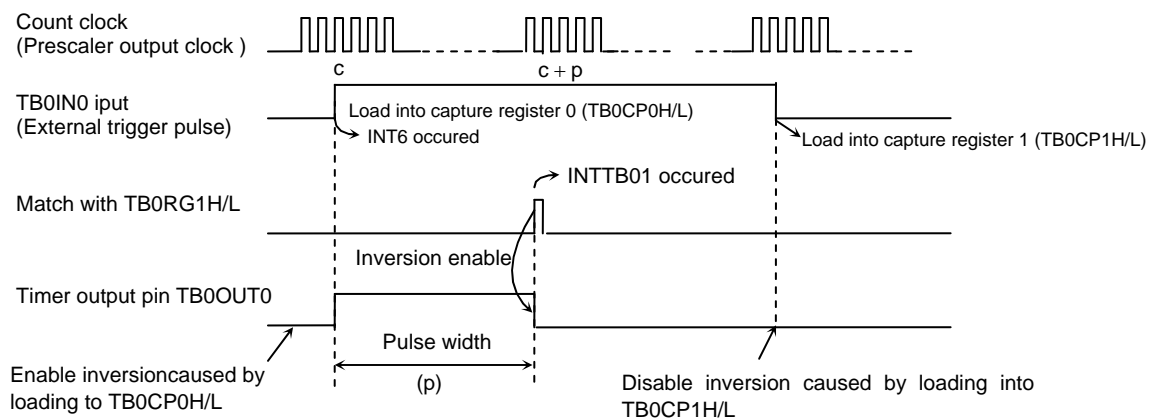 Count clock
(Prescaler output clock )
c
c + p
TB0IN0 iput
(External trigger pulse)
Load into capture register 0 (TB0CP0H/L)
INT6 occured
Load into capture register 1 (TB0CP1H/L)
INTTB01 occured
Match with TB0RG1H/L
Inversion enable
Timer output pin TB0OUT0
Pulse width
(p)
Enable inversioncaused by
loading to TB0CP0H/L
Disable inversion caused by loading into
TB0CP1H/L